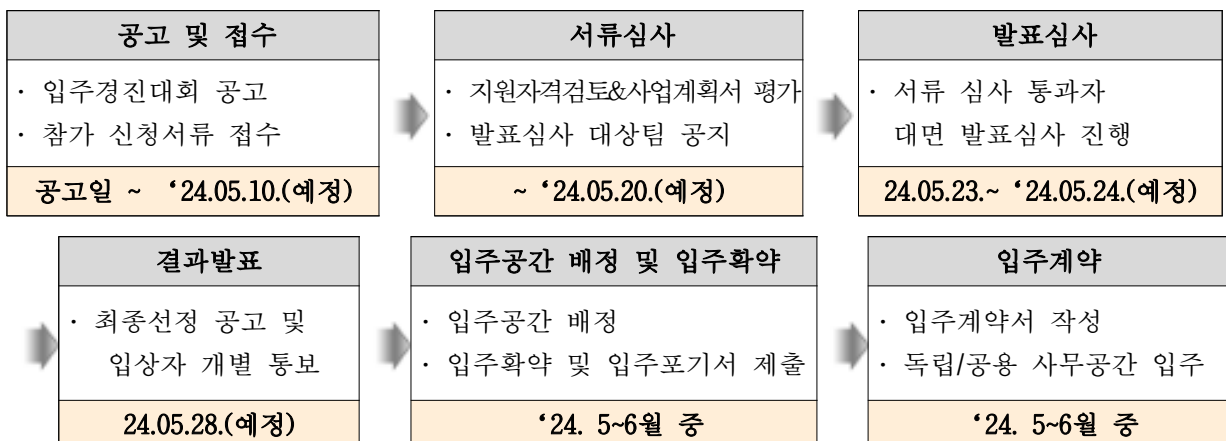 공고 및 접수
· 입주경진대회 공고
· 참가 신청서류 접수
공고일 ~ ‘24.05.10.(예정)
서류심사
· 지원자격검토&사업계획서 평가
· 발표심사 대상팀 공지
~ ‘24.05.20.(예정)
발표심사
· 서류 심사 통과자
대면 발표심사 진행
24.05.23.~ ‘24.05.24.(예정)
결과발표
· 최종선정 공고 및
입상자 개별 통보
24.05.28.(예정)
입주공간 배정 및 입주확약
· 입주공간 배정
· 입주확약 및 입주포기서 제출
‘24. 5~6월 중
입주계약
· 입주계약서 작성
· 독립/공용 사무공간 입주
‘24. 5~6월 중